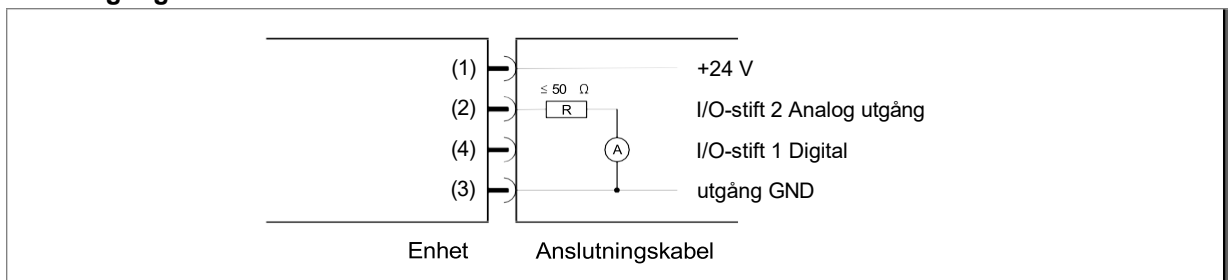 (1) +24 V
≤ 50 Ω
(2) R I/O-stift 2 Analog utgång
(4) A I/O-stift 1 Digital
(3) utgång GND
Enhet Anslutningskabel